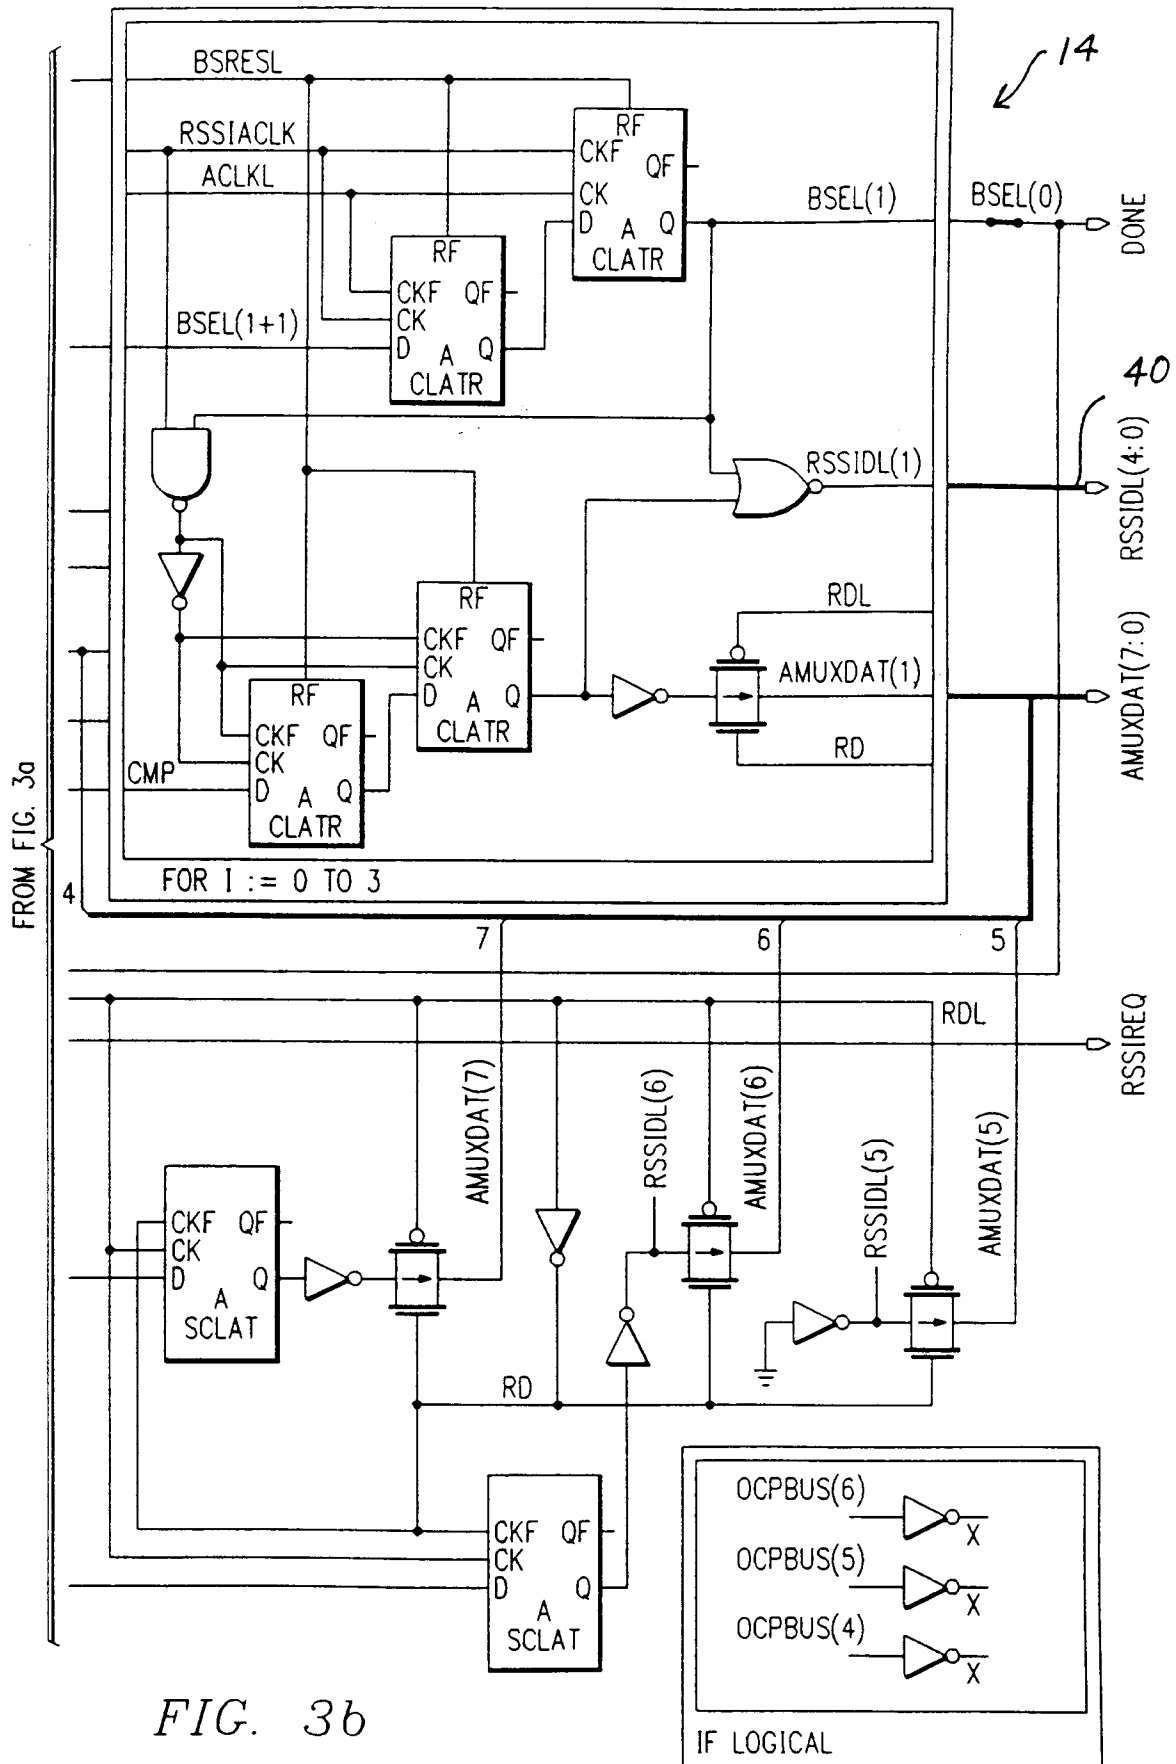 14
BSRESL
RSSIACLK
ACLKL
RF
CKF
QF
CK
D
Q
A
CLATR
BSEL(1)
BSEL(0)
DONE
RF
CKF
QF
CK
D
Q
A
CLATR
BSEL(1+1)
40
RSSIDL(1)
RSSIDL(4:0)
RF
CKF
QF
CK
D
Q
A
CLATR
RDL
AMUXDAT(1)
RD
AMUXDAT(7:0)
RF
CKF
QF
CK
D
Q
A
CLATR
CMP
FROM FIG. 3a
FOR I := 0 TO 3
4
7
6
5
RDL
RSSIREQ
AMUXDAT(7)
RSSIDL(6)
AMUXDAT(6)
RSSIDL(5)
AMUXDAT(5)
CKF
QF
CK
D
Q
A
SCLAT
RD
CKF
QF
CK
D
Q
A
SCLAT
OCPBUS(6)
X
OCPBUS(5)
X
OCPBUS(4)
X
IF LOGICAL
FIG. 3b